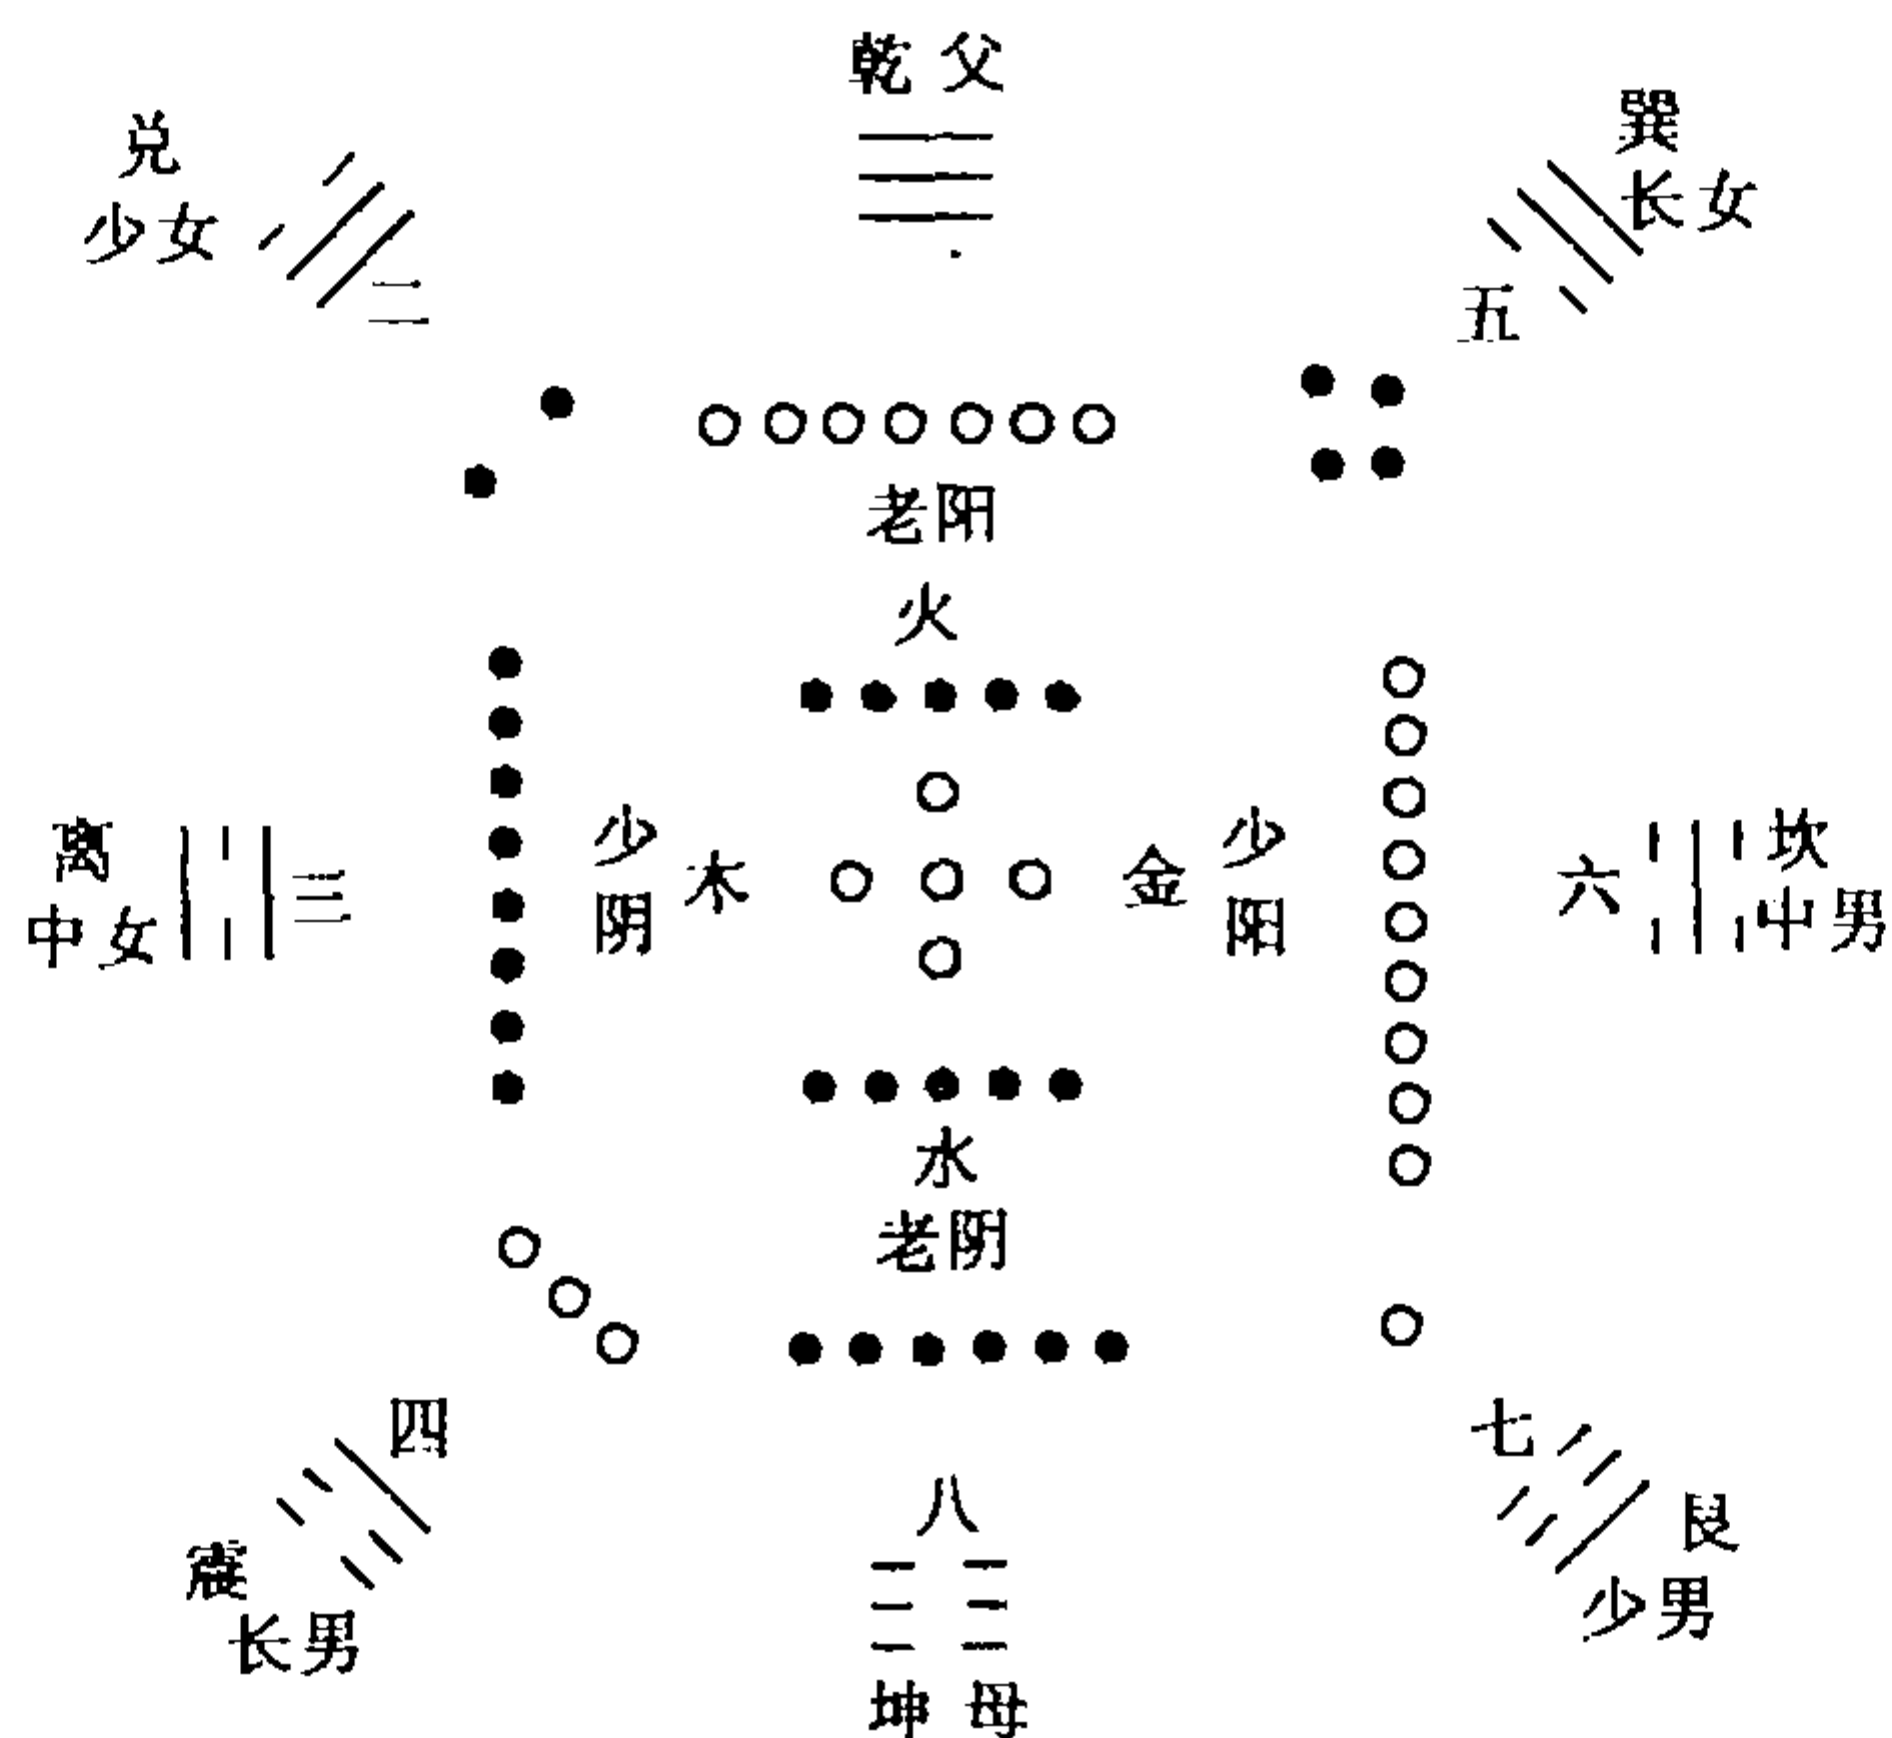 乾 父
兑
少女
二
巽
长女
五
老阳
火
离
中女
三
少阴
木
金
少阳
六
坎
中男
水
老阴
四
震
长男
八
坤 母
七
艮
少男